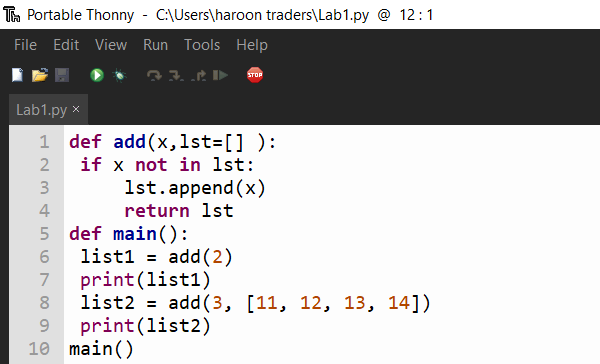 Portable Thonny - C:\Users\haroon traders\Lab1.py @ 12 : 1
File Edit View Run Tools Help
STOP
Lab1.py ×
1 def add(x,lst=[] ):
2  if x not in lst:
3     lst.append(x)
4     return lst
5 def main():
6  list1 = add(2)
7  print(list1)
8  list2 = add(3, [11, 12, 13, 14])
9  print(list2)
10 main()